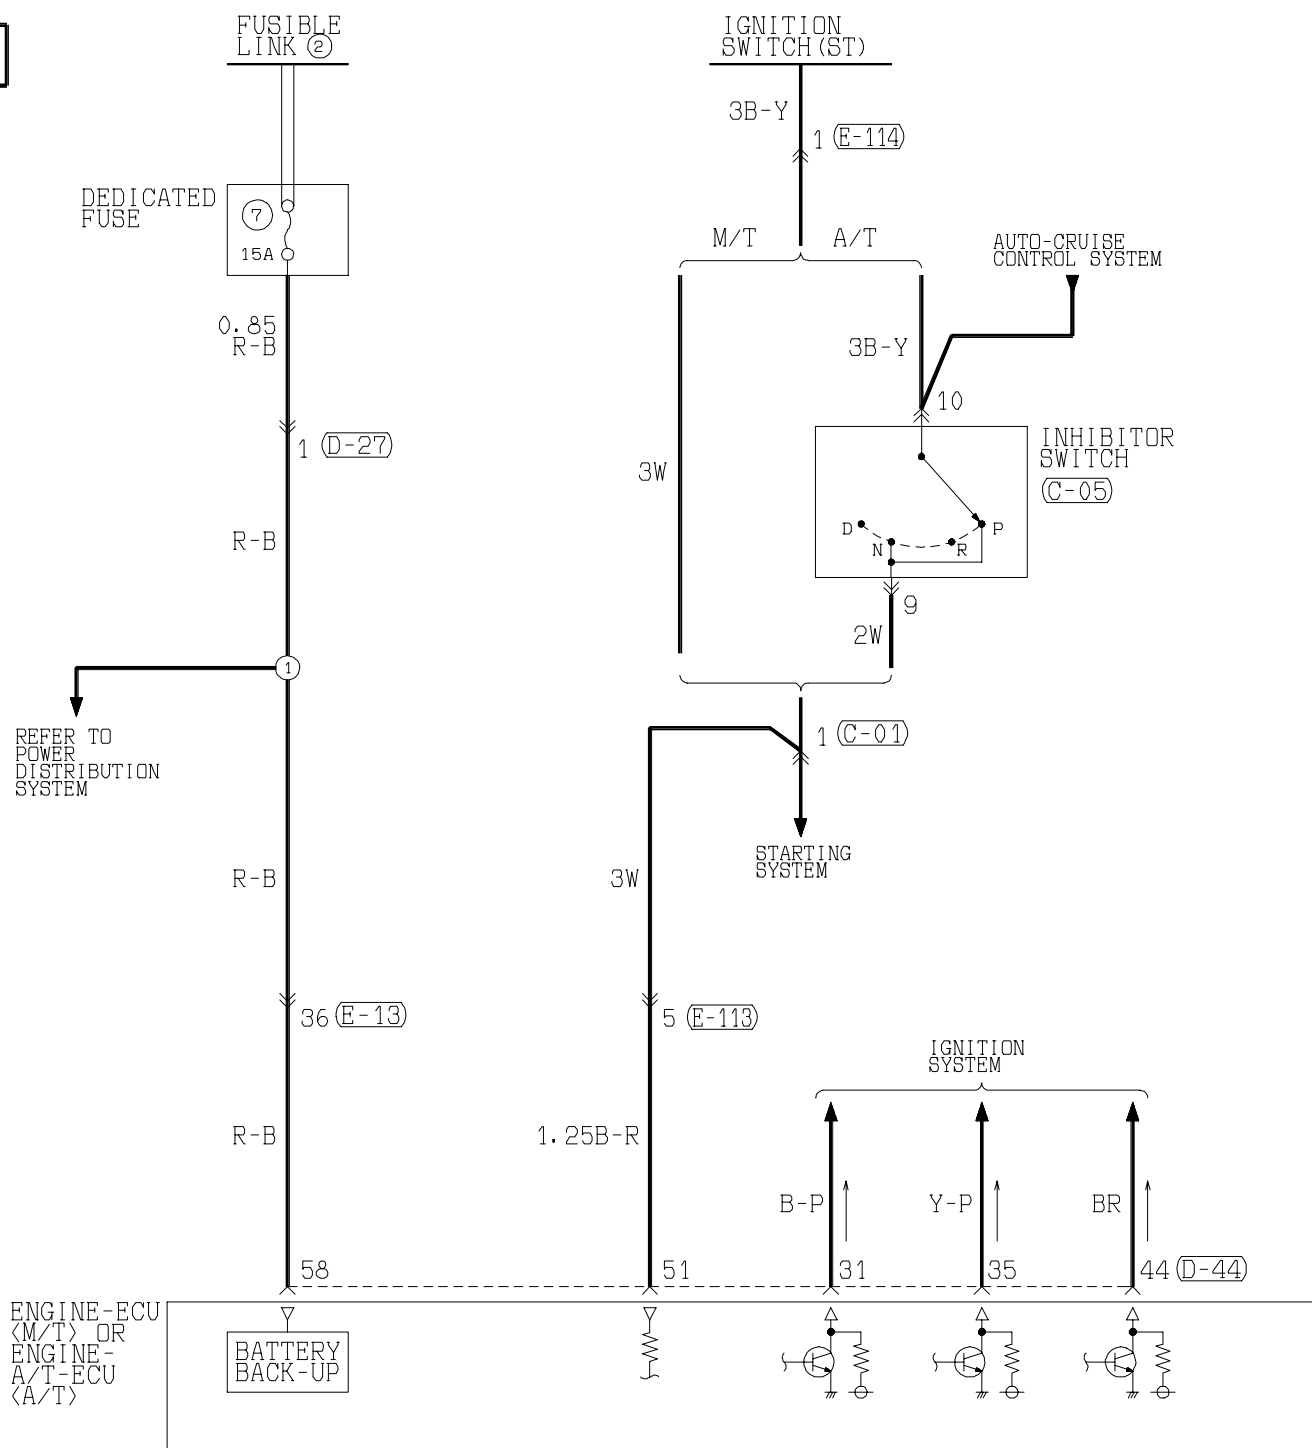 FUSIBLE
LINK ②
IGNITION
SWITCH(ST)
3B-Y
1 (E-114)
DEDICATED
FUSE
7
15A
M/T
A/T
AUTO-CRUISE
CONTROL SYSTEM
0.85
R-B
3B-Y
10
1 (D-27)
INHIBITOR
SWITCH
(C-05)
3W
D
N
R
P
R-B
9
2W
1
REFER TO
POWER
DISTRIBUTION
SYSTEM
1 (C-01)
STARTING
SYSTEM
R-B
3W
36 (E-13)
5 (E-113)
IGNITION
SYSTEM
R-B
1.25B-R
B-P
Y-P
BR
58
51
31
35
44 (D-44)
ENGINE-ECU
〈M/T〉 OR
ENGINE-
A/T-ECU
〈A/T〉
BATTERY
BACK-UP